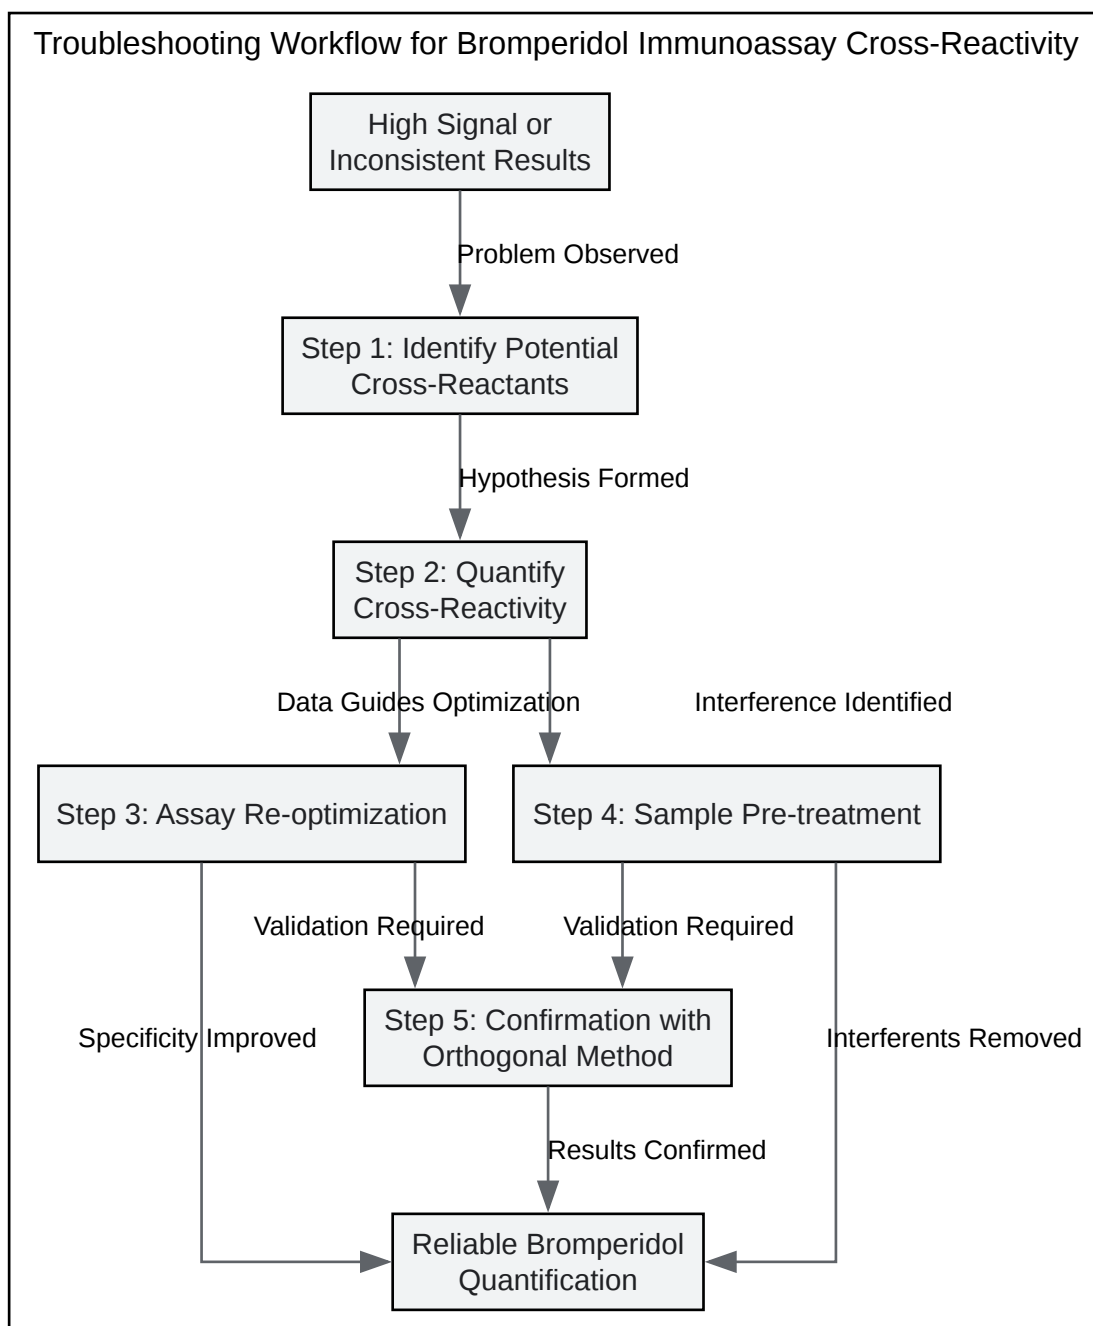 Troubleshooting Workflow for Bromperidol Immunoassay Cross-Reactivity
High Signal or
Inconsistent Results
Problem Observed
Step 1: Identify Potential
Cross-Reactants
Hypothesis Formed
Step 2: Quantify
Cross-Reactivity
Data Guides Optimization
Interference Identified
Step 3: Assay Re-optimization
Step 4: Sample Pre-treatment
Validation Required
Validation Required
Step 5: Confirmation with
Orthogonal Method
Specificity Improved
Interferents Removed
Results Confirmed
Reliable Bromperidol
Quantification